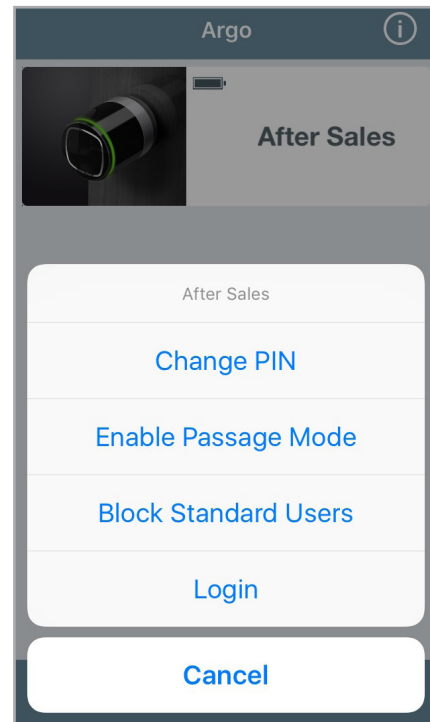 Argo
i
After Sales
After Sales
Change PIN
Enable Passage Mode
Block Standard Users
Login
Cancel